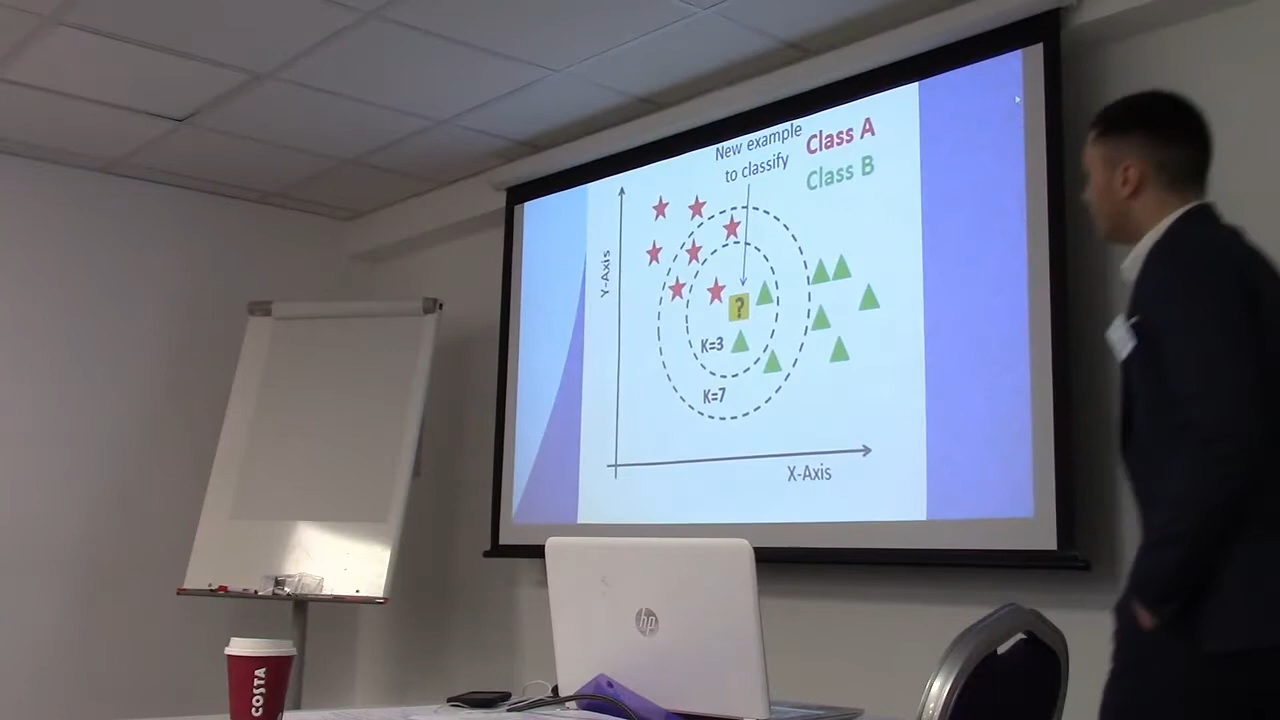 New example
to classify
Class A
Class B
Y-Axis
?
K=3
K=7
X-Axis
hp
COSTA